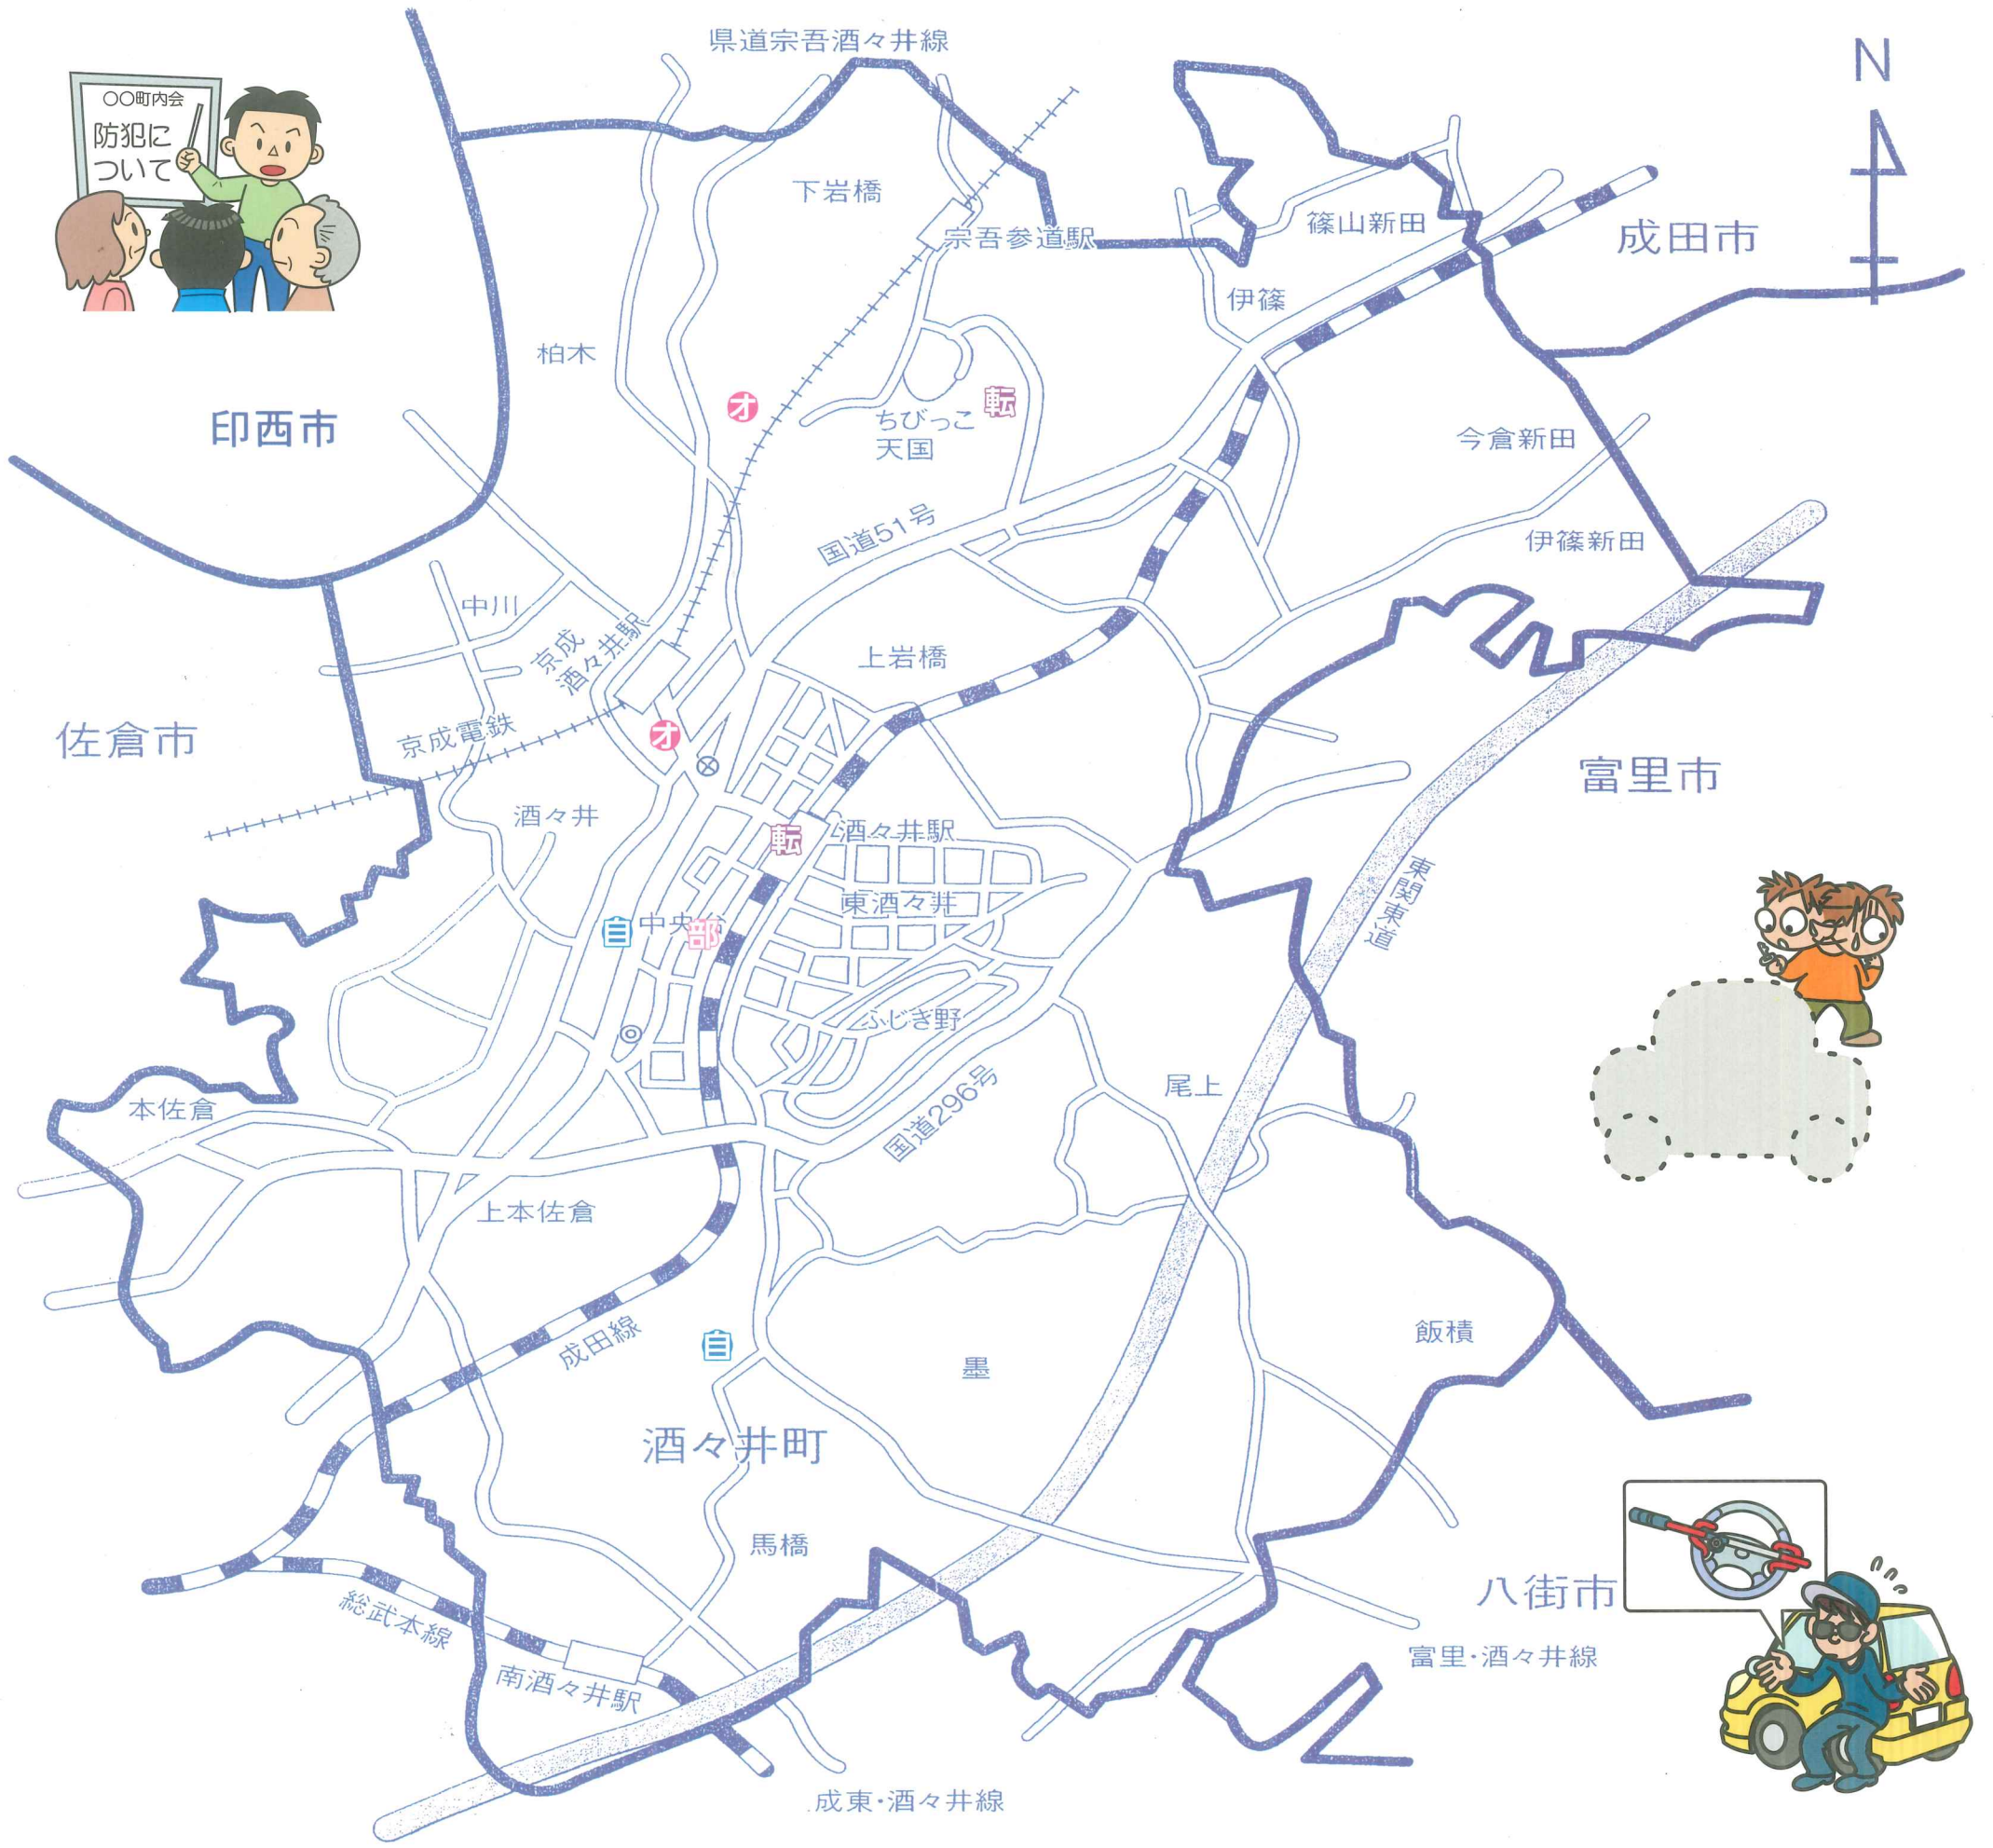 県道宗吾酒々井線
N
〇〇町内会
防犯に
ついて
下岩橋
宗吾参道駅
篠山新田
成田市
伊篠
柏木
オ
転
ちびっこ
天国
印西市
今倉新田
国道51号
伊篠新田
中川
京成
酒々井駅
上岩橋
佐倉市
京成電鉄
オ
富里市
酒々井
転
酒々井駅
東関東道
東酒々井
自
中央台
部
ふじき野
尾上
国道296号
本佐倉
上本佐倉
成田線
自
飯積
墨
酒々井町
馬橋
八街市
総武本線
富里・酒々井線
南酒々井駅
成東・酒々井線